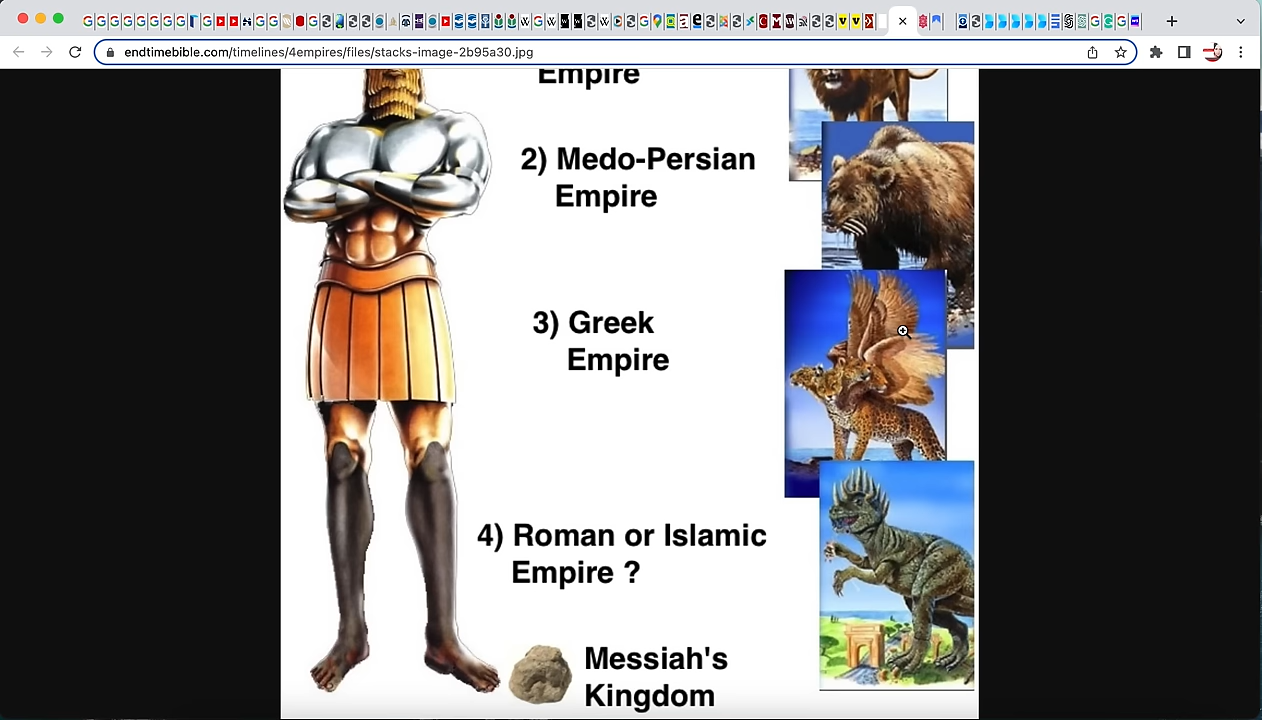 endtimebible.com/timelines/4empires/files/stacks-image-2b95a30.jpg
Empire
2) Medo-Persian
Empire
3) Greek
Empire
4) Roman or Islamic
Empire ?
Messiah's
Kingdom